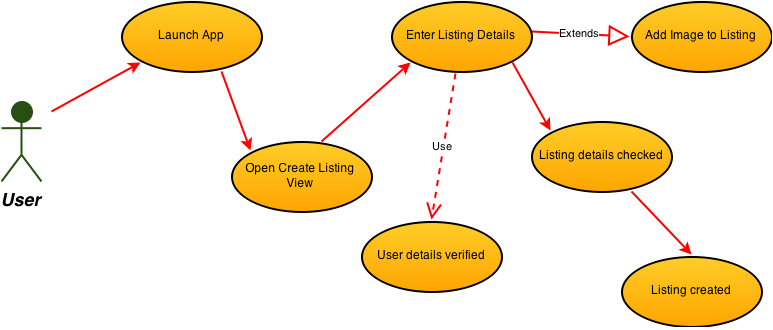 Launch App
Enter Listing Details
Extends
Add Image to Listing
Use
Listing details checked
Open Create Listing
View
User
User details verified
Listing created